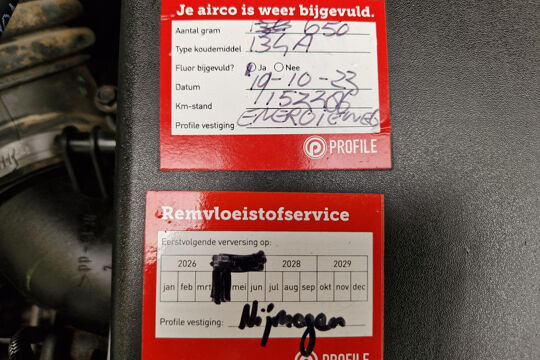 Je airco is weer bijgevuld.
Aantal gram 650
Type koudemiddel 134A
Fluor bijgevuld? Ja Nee
Datum 19-10-23
Km-stand
Profile vestiging
PROFILE
Remvloeistofservice
Eerstvolgende verversing op:
2026 2028 2029
jan feb mrt mei jun jul aug sep okt nov dec
Profile vestiging: Nijmegen
PROFILE